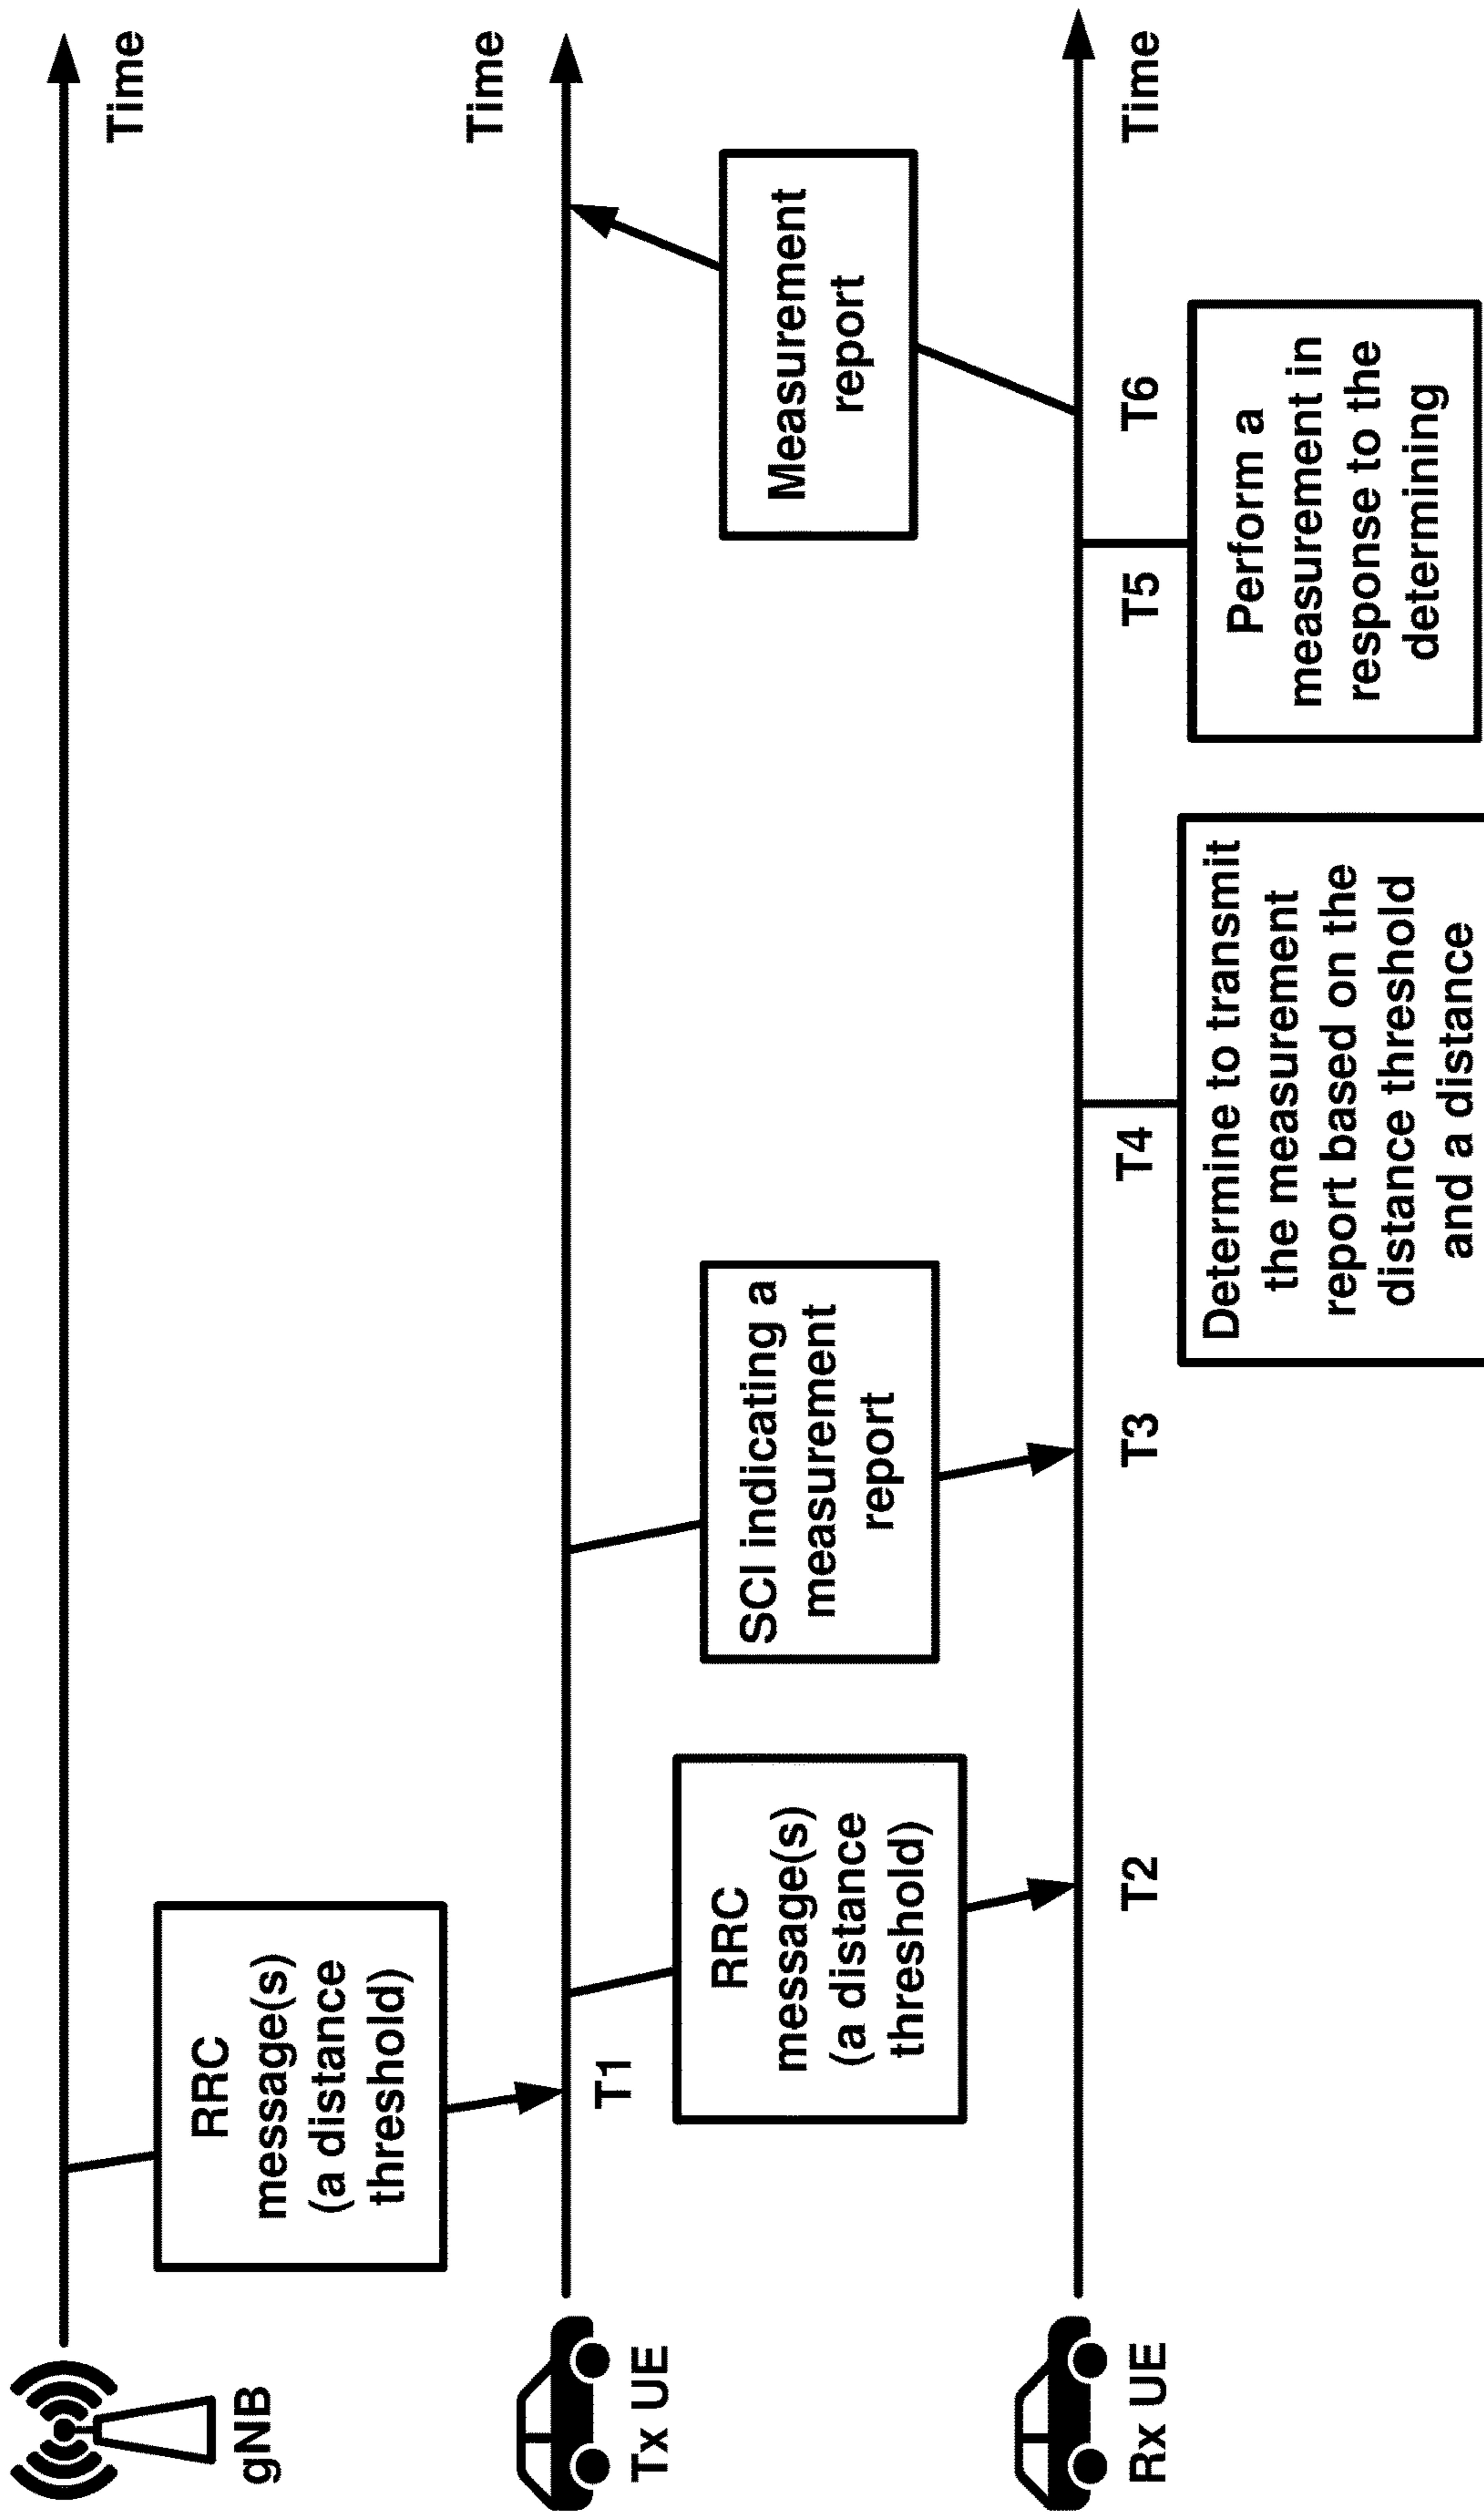 gNB
RRC
message(s)
(a distance
threshold)
Time
Tx UE
T1
RRC
message(s)
(a distance
threshold)
SCI indicating a
measurement
report
Measurement
report
Time
Rx UE
T2
T3
T4
T5
T6
Time
Determine to transmit
the measurement
report based on the
distance threshold
and a distance
Perform a
measurement in
response to the
determining